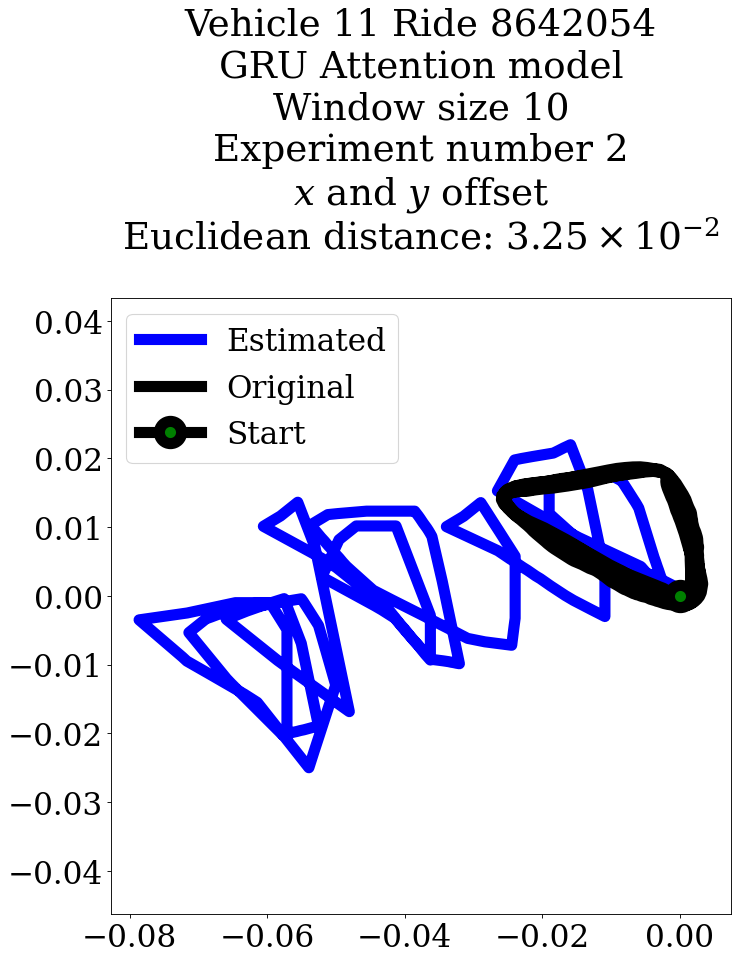 Vehicle 11 Ride 8642054
GRU Attention model
Window size 10
Experiment number 2
x and y offset
Euclidean distance: 3.25 × 10⁻²
Estimated
Original
Start
0.04
0.03
0.02
0.01
0.00
−0.01
−0.02
−0.03
−0.04
−0.08 −0.06 −0.04 −0.02 0.00